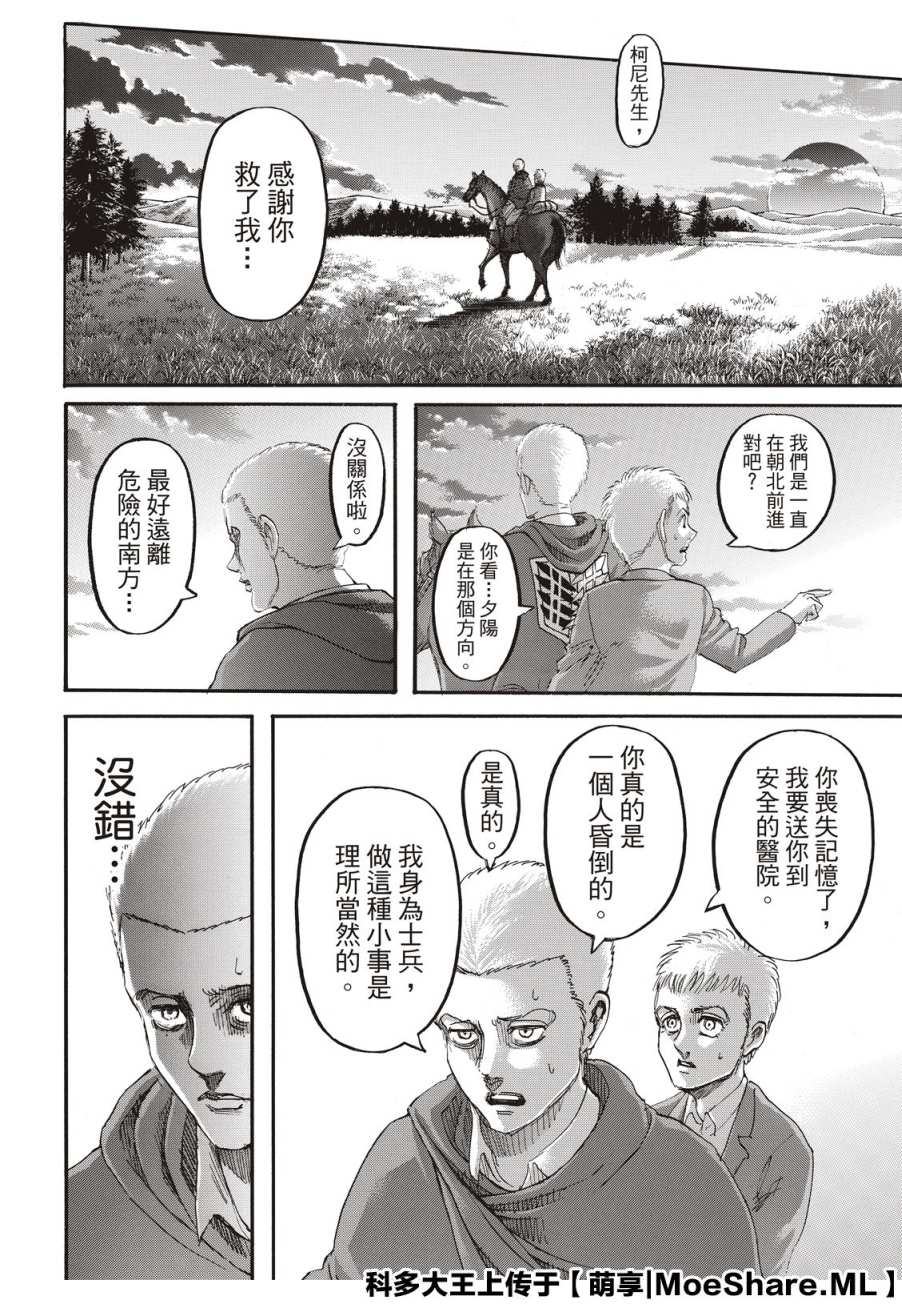 柯尼先生，
感謝你
救了我…
我們是一直
在朝北前進
對吧？
你看…夕陽
是在那個方向。
沒關係啦。
最好遠離
危險的南方…
你喪失記憶了，
我要送你到
安全的醫院。
你真的是
一個人昏倒的。
是真的。
我身為士兵，
做這種小事是
理所當然的。
沒錯…
科多大王上传于【萌享|MoeShare.ML】